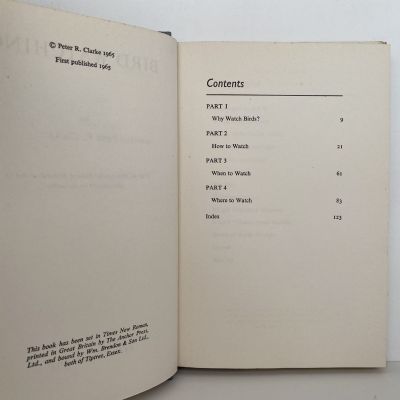 © Peter R. Clarke 1965
First published 1965
This book has been set in Times New Roman,
printed in Great Britain by The Anchor Press,
Ltd., and bound by Wm. Brendon & Son Ltd.,
both of Tiptree, Essex.
Contents
PART 1
Why Watch Birds? 9
PART 2
How to Watch 21
PART 3
When to Watch 61
PART 4
Where to Watch 83
Index 123